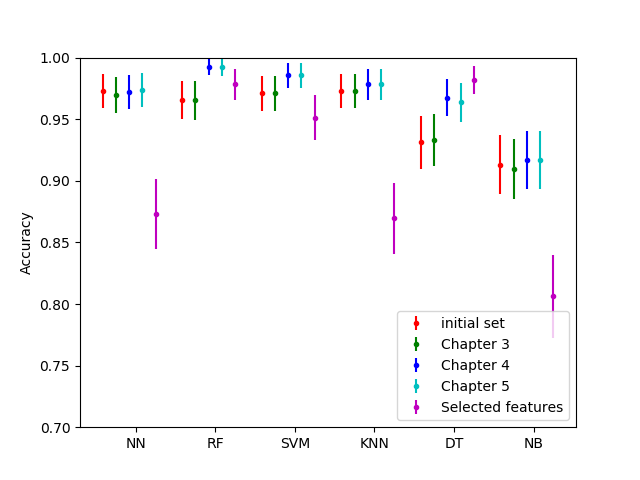 1.00
0.95
0.90
0.85
0.80
0.75
0.70
Accuracy
initial set
Chapter 3
Chapter 4
Chapter 5
Selected features
NN RF SVM KNN DT NB